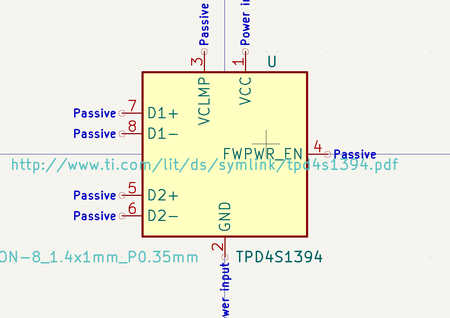 Passive
Power in
3
1
U
VCLMP
VCC
Passive 7 D1+
Passive 8 D1-
FWPWR_EN 4 Passive
http://www.ti.com/lit/ds/symlink/tpd4s1394.pdf
Passive 5 D2+
Passive 6 D2-
GND
2
ON-8_1.4x1mm_P0.35mm
TPD4S1394
wer input